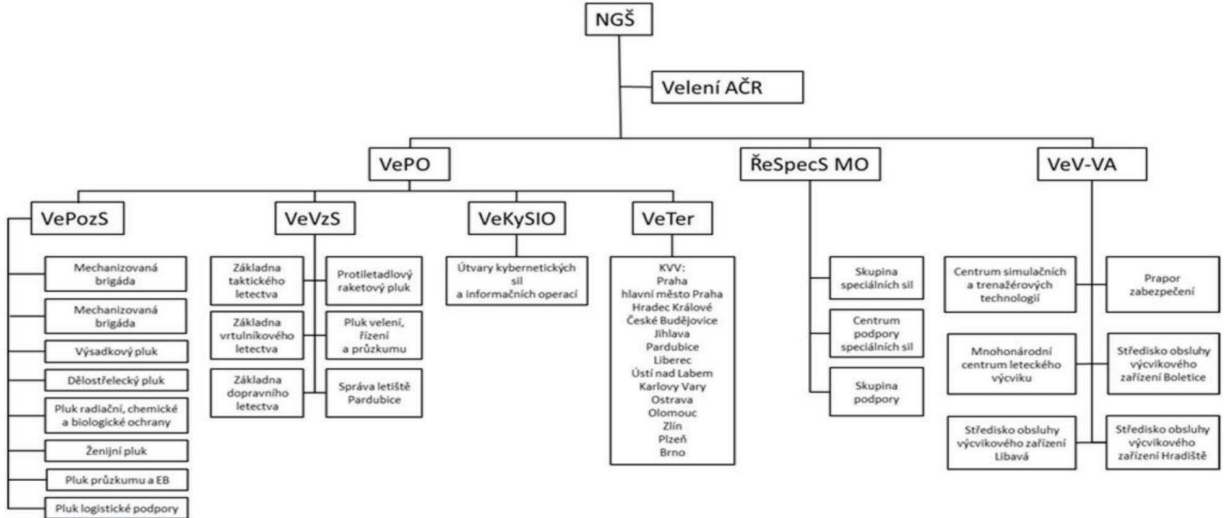 NGŠ
Velení AČR
VePO
ŘeSpecS MO
VeV-VA
VePozS
VeVzS
VeKySIO
VeTer
Mechanizovaná
brigáda
Mechanizovaná
brigáda
Výsadkový pluk
Dělostřelecký pluk
Pluk radiační, chemické
a biologické ochrany
Ženijní pluk
Pluk průzkumu a EB
Pluk logistické podpory
Základna
taktického
letectva
Protiletadlový
raketový pluk
Základna
vrtulníkového
letectva
Pluk velení,
řízení
a průzkumu
Základna
dopravního
letectva
Správa letiště
Pardubice
Útvary kybernetických
sil
a informačních operací
KVV:
Praha
hlavní město Praha
Hradec Králové
České Budějovice
Jihlava
Pardubice
Liberec
Ústí nad Labem
Karlovy Vary
Ostrava
Olomouc
Zlín
Plzeň
Brno
Skupina
speciálních sil
Centrum
podpory
speciálních sil
Skupina
podpory
Centrum simulačních
a trenažérových
technologií
Prapor
zabezpečení
Mnohonárodní
centrum leteckého
výcviku
Středisko obsluhy
výcvikového
zařízení Boletice
Středisko obsluhy
výcvikového zařízení
Libavá
Středisko obsluhy
výcvikového
zařízení Hradiště